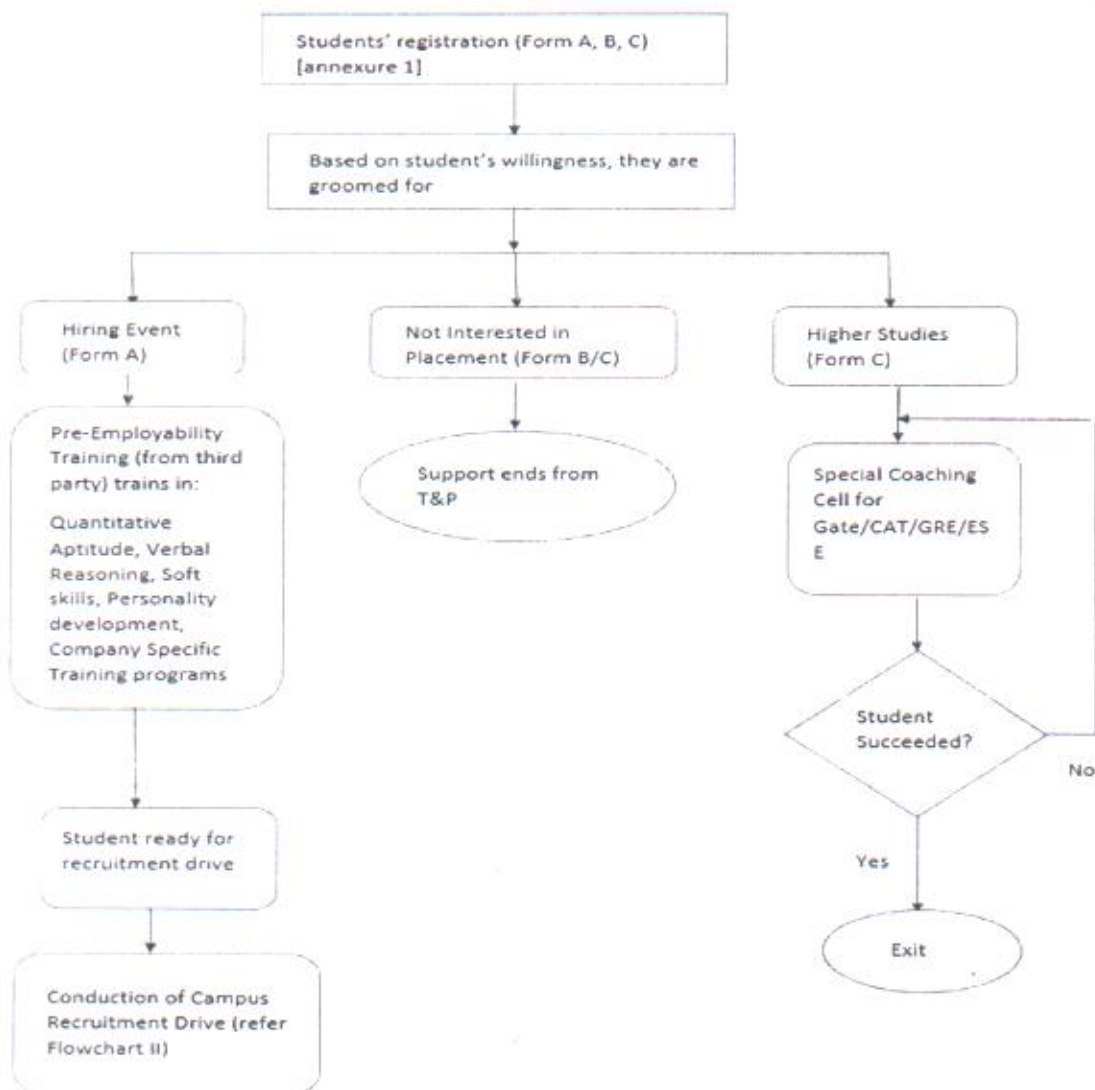 Students' registration (Form A, B, C)
[annexure 1]
Based on student's willingness, they are
groomed for
Hiring Event
(Form A)
Not Interested in
Placement (Form B/C)
Higher Studies
(Form C)
Pre-Employability
Training (from third
party) trains in:
Quantitative
Aptitude, Verbal
Reasoning, Soft
skills, Personality
development,
Company Specific
Training programs
Support ends from
T&P
Special Coaching
Cell for
Gate/CAT/GRE/ES
E
Student
Succeeded?
No
Student ready for
recruitment drive
Yes
Exit
Conduction of Campus
Recruitment Drive (refer
Flowchart II)